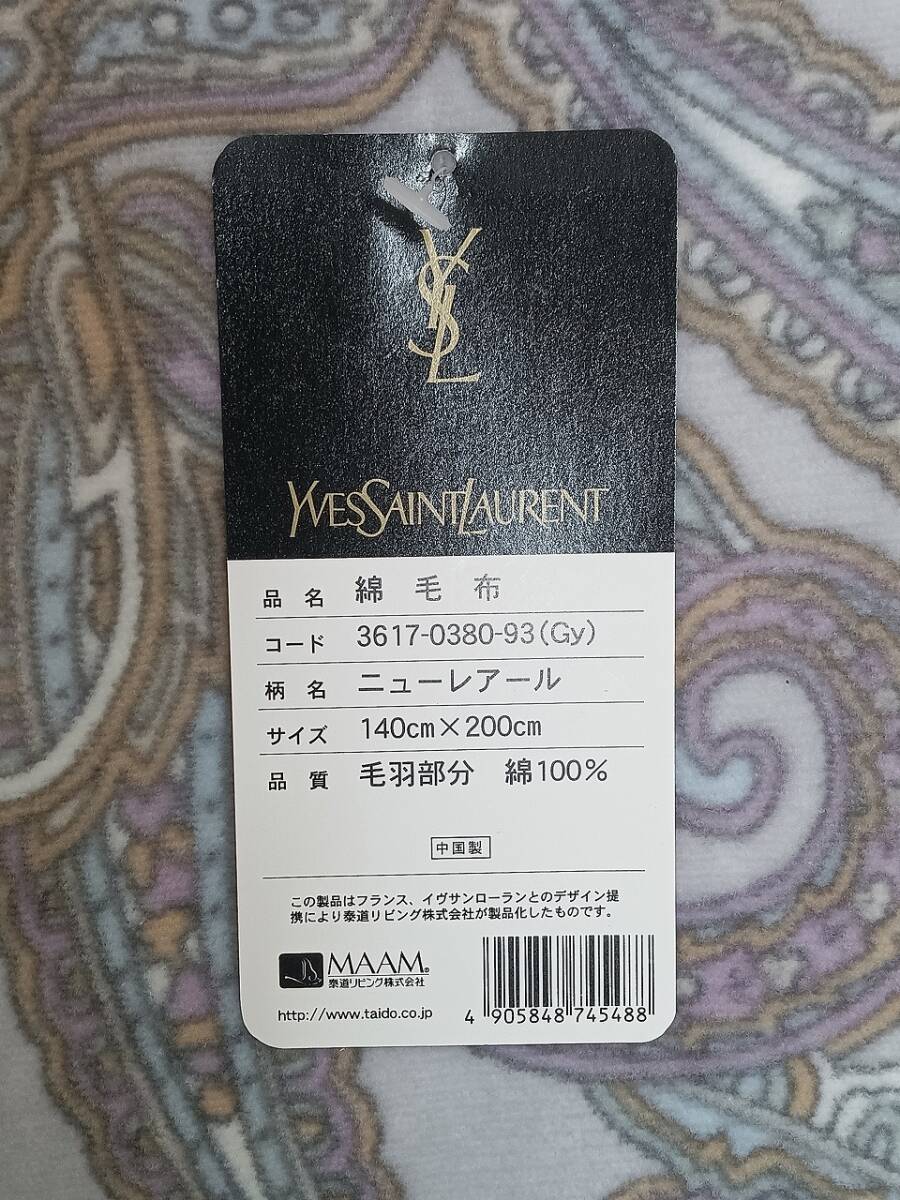 YSL
YVESSAINTLAURENT
品名 綿毛布
コード 3617-0380-93(Gy)
柄名 ニューレアール
サイズ 140cm×200cm
品質 毛羽部分 綿100%
中国製
この製品はフランス、イヴサンローランとのデザイン提
携により泰道リビング株式会社が製品化したものです。
MAAM®
泰道リビング株式会社
http://www.taido.co.jp
4 905848 745488